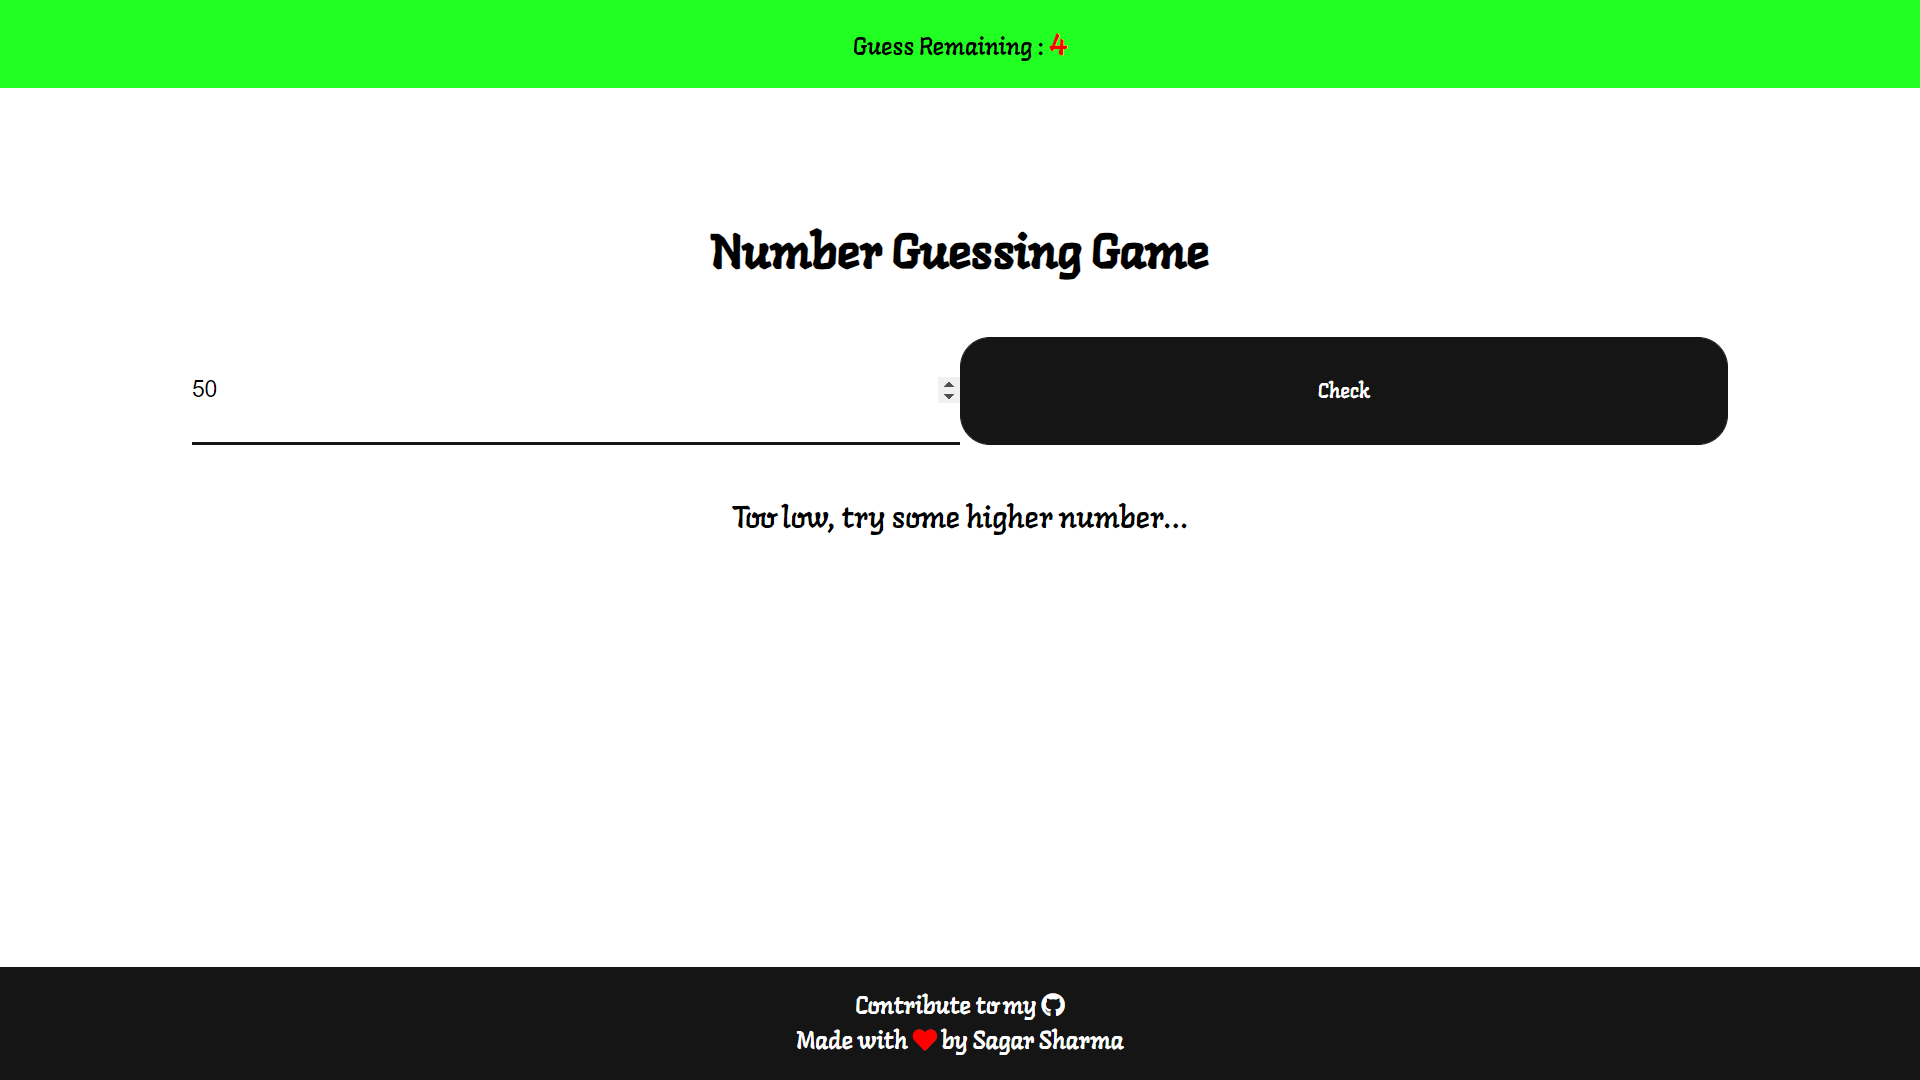 Guess Remaining : 4
Number Guessing Game
50
Check
Too low, try some higher number...
Contribute to my
Made with by Sagar Sharma